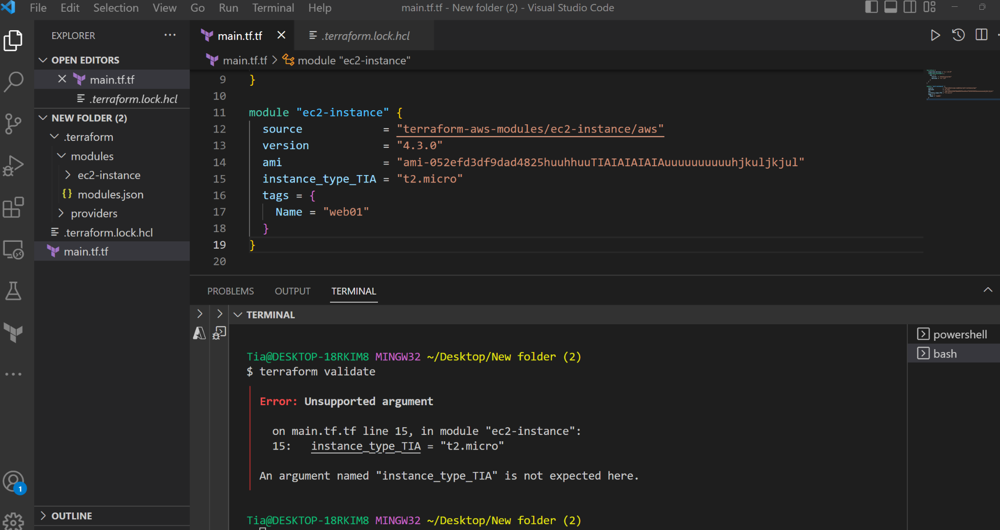 File Edit Selection View Go Run Terminal Help main.tf.tf - New folder (2) - Visual Studio Code
EXPLORER
OPEN EDITORS
main.tf.tf
.terraform.lock.hcl
NEW FOLDER (2)
.terraform
modules
ec2-instance
{} modules.json
providers
.terraform.lock.hcl
main.tf.tf
OUTLINE
1
main.tf.tf .terraform.lock.hcl
main.tf.tf > module "ec2-instance"
9 }
10
11 module "ec2-instance" {
12 source = "terraform-aws-modules/ec2-instance/aws"
13 version = "4.3.0"
14 ami = "ami-052efd3df9dad4825huuhhuuTIAIAIAIAIAuuuuuuuuuuhjkuljkjul"
15 instance_type_TIA = "t2.micro"
16 tags = {
17 Name = "web01"
18 }
19 }
20
PROBLEMS OUTPUT TERMINAL
TERMINAL
Tia@DESKTOP-18RKIM8 MINGW32 ~/Desktop/New folder (2)
$ terraform validate
Error: Unsupported argument
on main.tf.tf line 15, in module "ec2-instance":
15: instance_type_TIA = "t2.micro"
An argument named "instance_type_TIA" is not expected here.
Tia@DESKTOP-18RKIM8 MINGW32 ~/Desktop/New folder (2)
powershell
bash